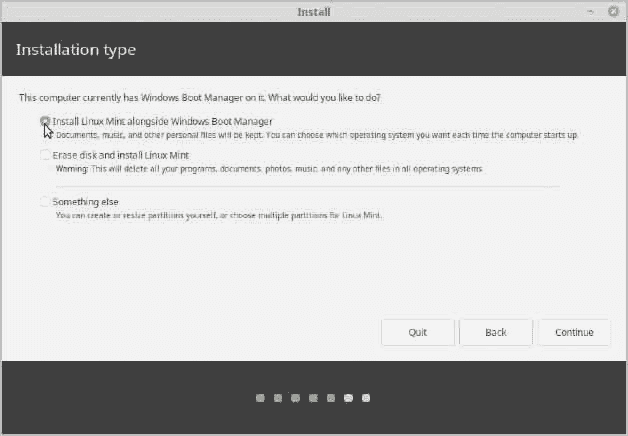 Install
Installation type
This computer currently has Windows Boot Manager on it. What would you like to do?
Install Linux Mint alongside Windows Boot Manager
Documents, music, and other personal files will be kept. You can choose which operating system you want each time the computer starts up.
Erase disk and install Linux Mint
Warning: This will delete all your programs, documents, photos, music, and any other files in all operating systems.
Something else
You can create or resize partitions yourself, or choose multiple partitions for Linux Mint.
Quit
Back
Continue